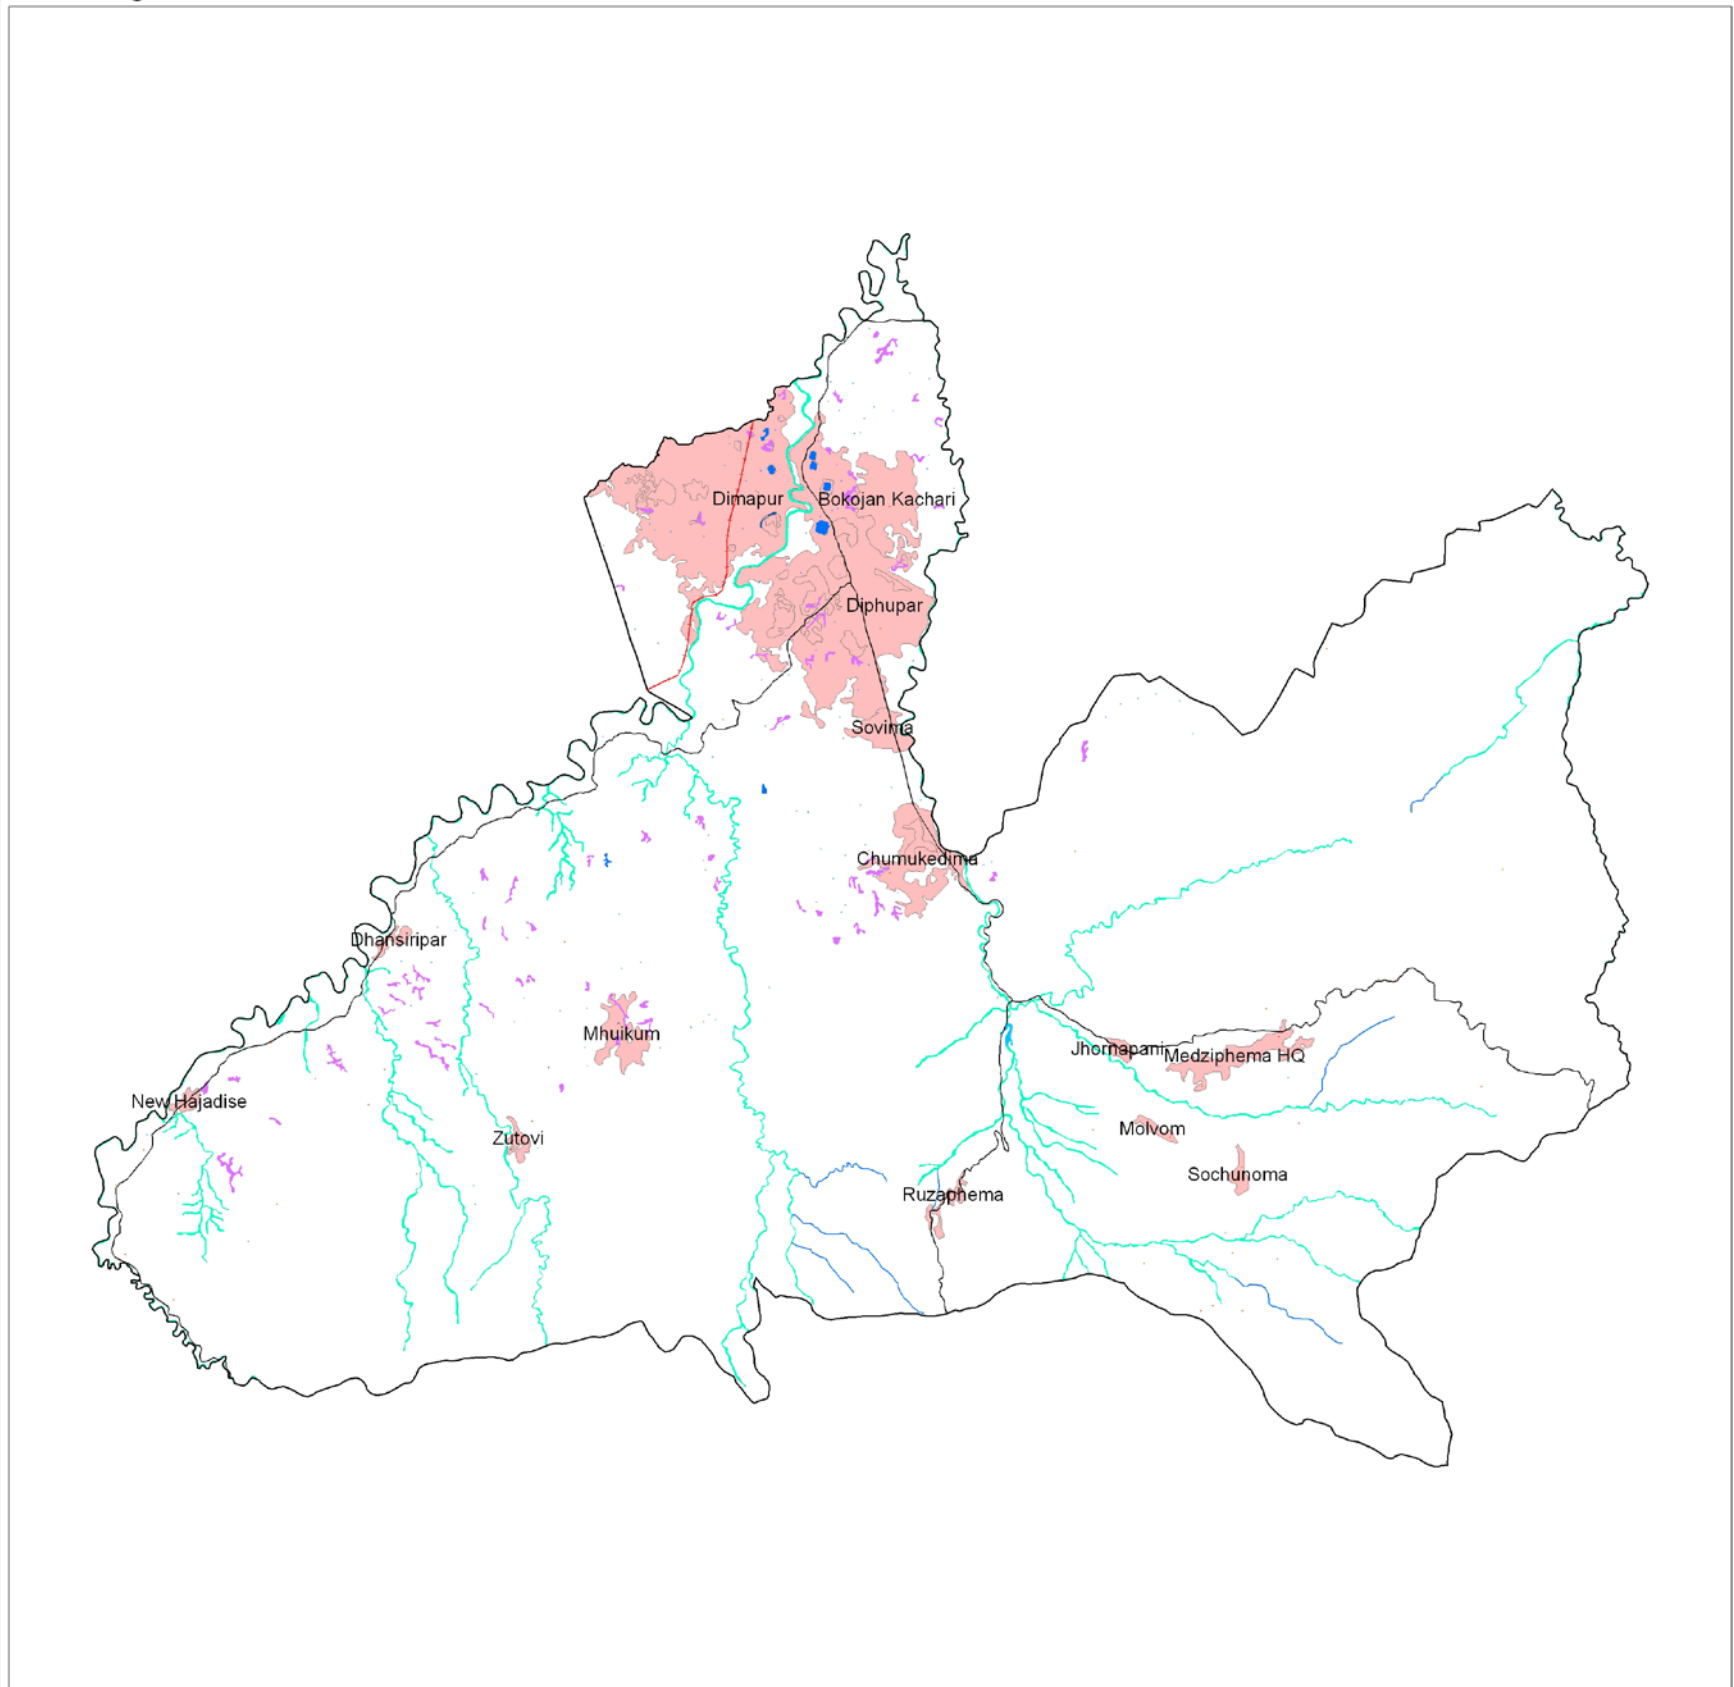 Dimapur
Bokojan Kachari
Diphupar
Sovima
Chumukedima
Dhansiripar
Mhuikum
Jhornapani
Medziphema HQ
New Hajadise
Molvom
Zutovi
Sochunoma
Ruzaphema